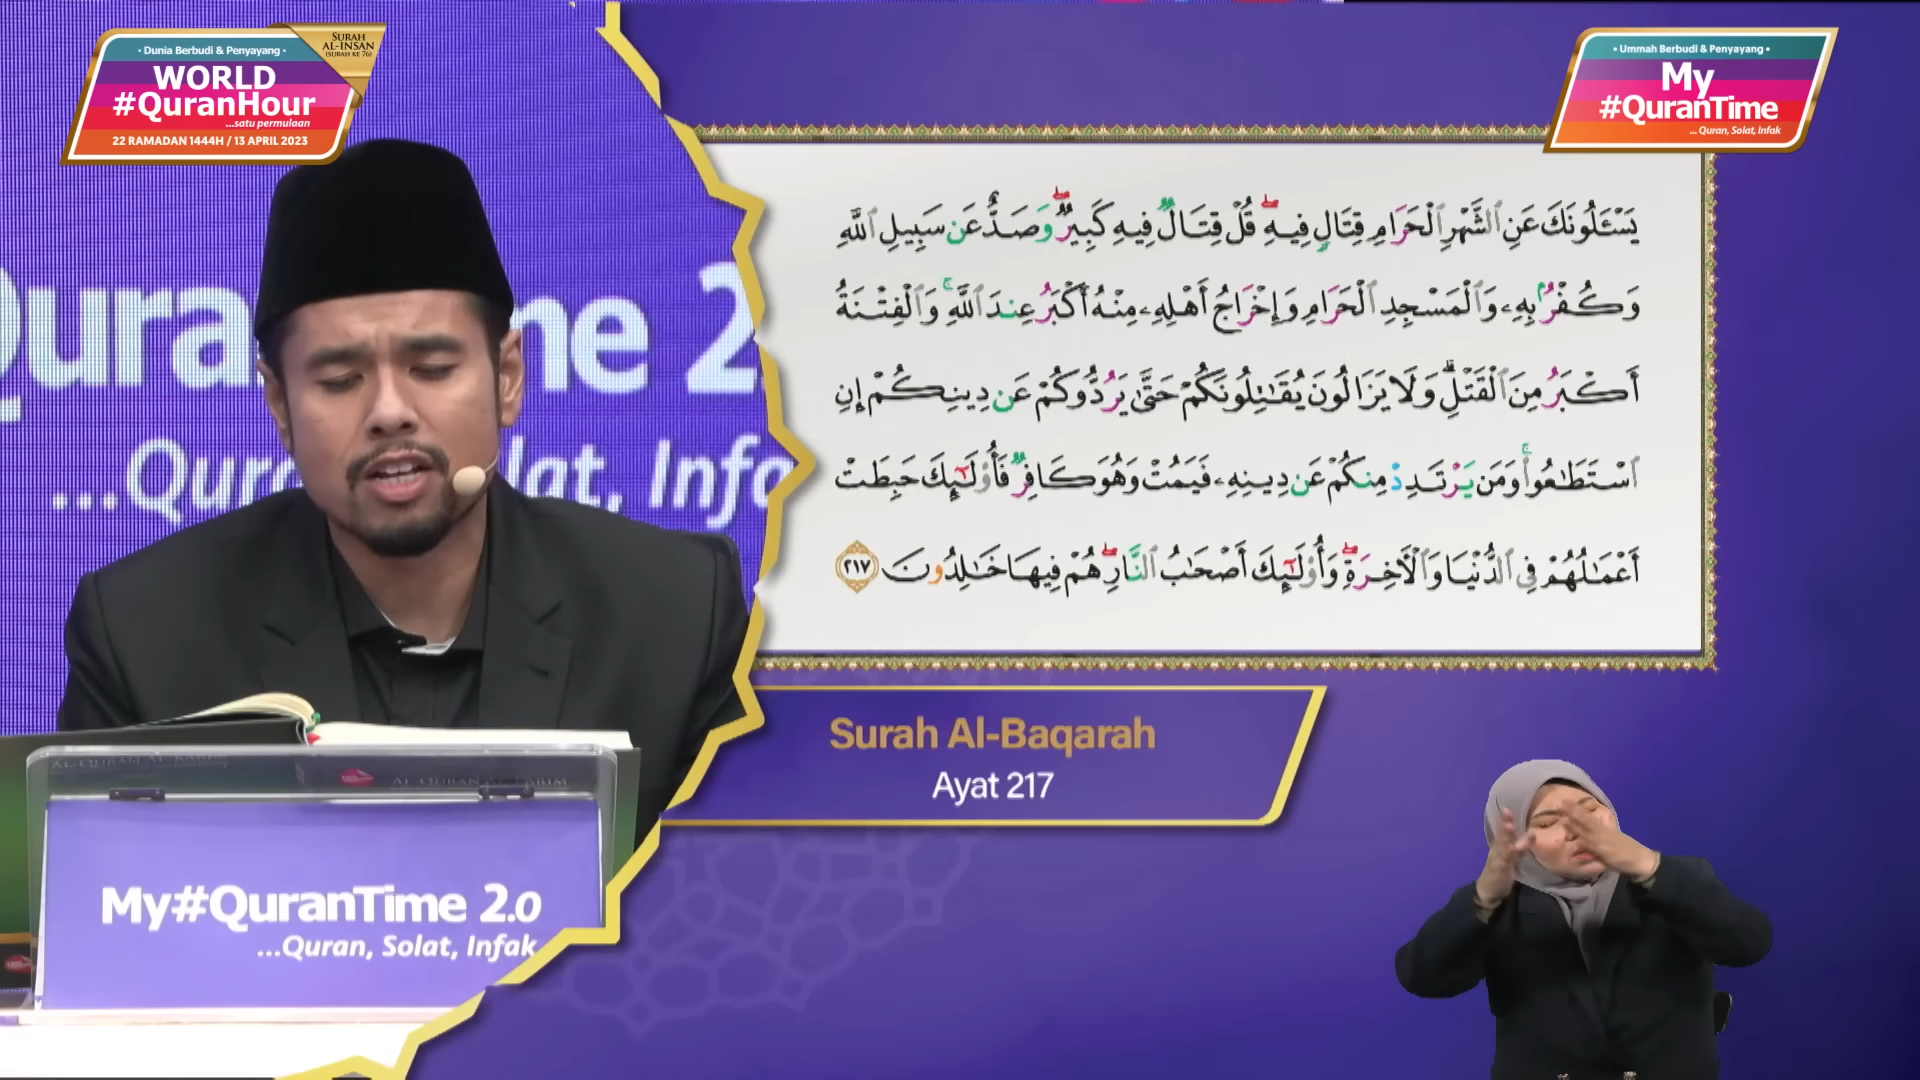 • Dunia Berbudi & Penyayang •
WORLD
#QuranHour
...satu permulaan
22 RAMADAN 1444H / 13 APRIL 2023
SURAH
AL-INSAN
(SURAH KE 76)
• Ummah Berbudi & Penyayang •
My
#QuranTime
... Quran, Solat, Infak
يَسْـَٔلُونَكَ عَنِ ٱلشَّهْرِ ٱلْحَرَامِ قِتَالٍ فِيهِ ۖ قُلْ قِتَالٌ فِيهِ كَبِيرٌ ۖ وَصَدٌّ عَن سَبِيلِ ٱللَّهِ
وَكُفْرٌۢ بِهِۦ وَٱلْمَسْجِدِ ٱلْحَرَامِ وَإِخْرَاجُ أَهْلِهِۦ مِنْهُ أَكْبَرُ عِندَ ٱللَّهِ ۚ وَٱلْفِتْنَةُ
أَكْبَرُ مِنَ ٱلْقَتْلِ ۗ وَلَا يَزَالُونَ يُقَـٰتِلُونَكُمْ حَتَّىٰ يَرُدُّوكُمْ عَن دِينِكُمْ إِنِ
ٱسْتَطَـٰعُوا۟ ۚ وَمَن يَرْتَدِدْ مِنكُمْ عَن دِينِهِۦ فَيَمُتْ وَهُوَ كَافِرٌ فَأُو۟لَـٰٓئِكَ حَبِطَتْ
أَعْمَـٰلُهُمْ فِى ٱلدُّنْيَا وَٱلْـَٔاخِرَةِ ۖ وَأُو۟لَـٰٓئِكَ أَصْحَـٰبُ ٱلنَّارِ ۖ هُمْ فِيهَا خَـٰلِدُونَ ٢١٧
Surah Al-Baqarah
Ayat 217
My#QuranTime 2.0
...Quran, Solat, Infak